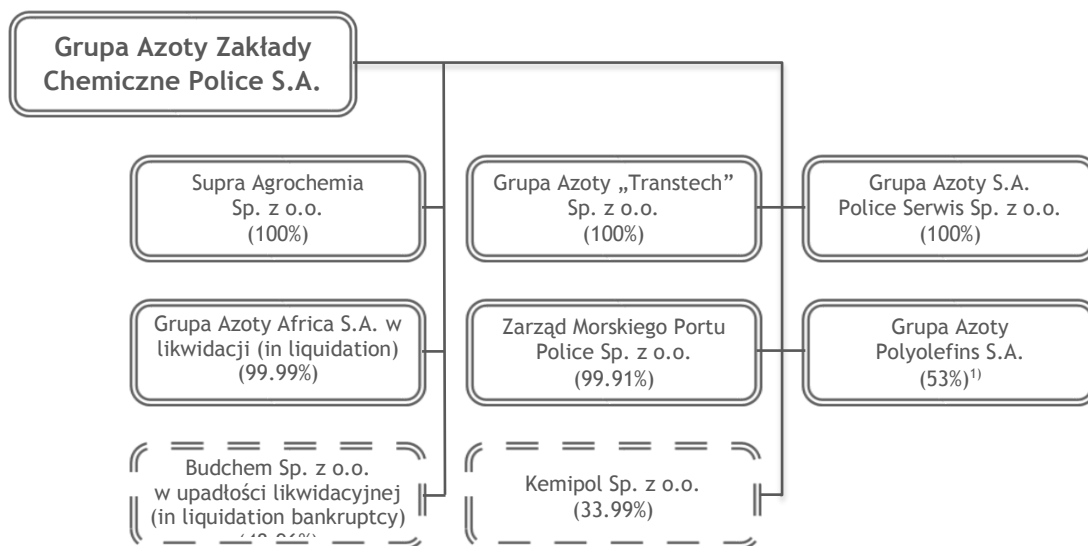 Grupa Azoty Zakłady
Chemiczne Police S.A.
Supra Agrochemia
Sp. z o.o.
(100%)
Grupa Azoty „Transtech”
Sp. z o.o.
(100%)
Grupa Azoty S.A.
Police Serwis Sp. z o.o.
(100%)
Grupa Azoty Africa S.A. w
likwidacji (in liquidation)
(99.99%)
Zarząd Morskiego Portu
Police Sp. z o.o.
(99.91%)
Grupa Azoty
Polyolefins S.A.
(53%)¹⁾
Budchem Sp. z o.o.
w upadłości likwidacyjnej
(in liquidation bankruptcy)
Kemipol Sp. z o.o.
(33.99%)